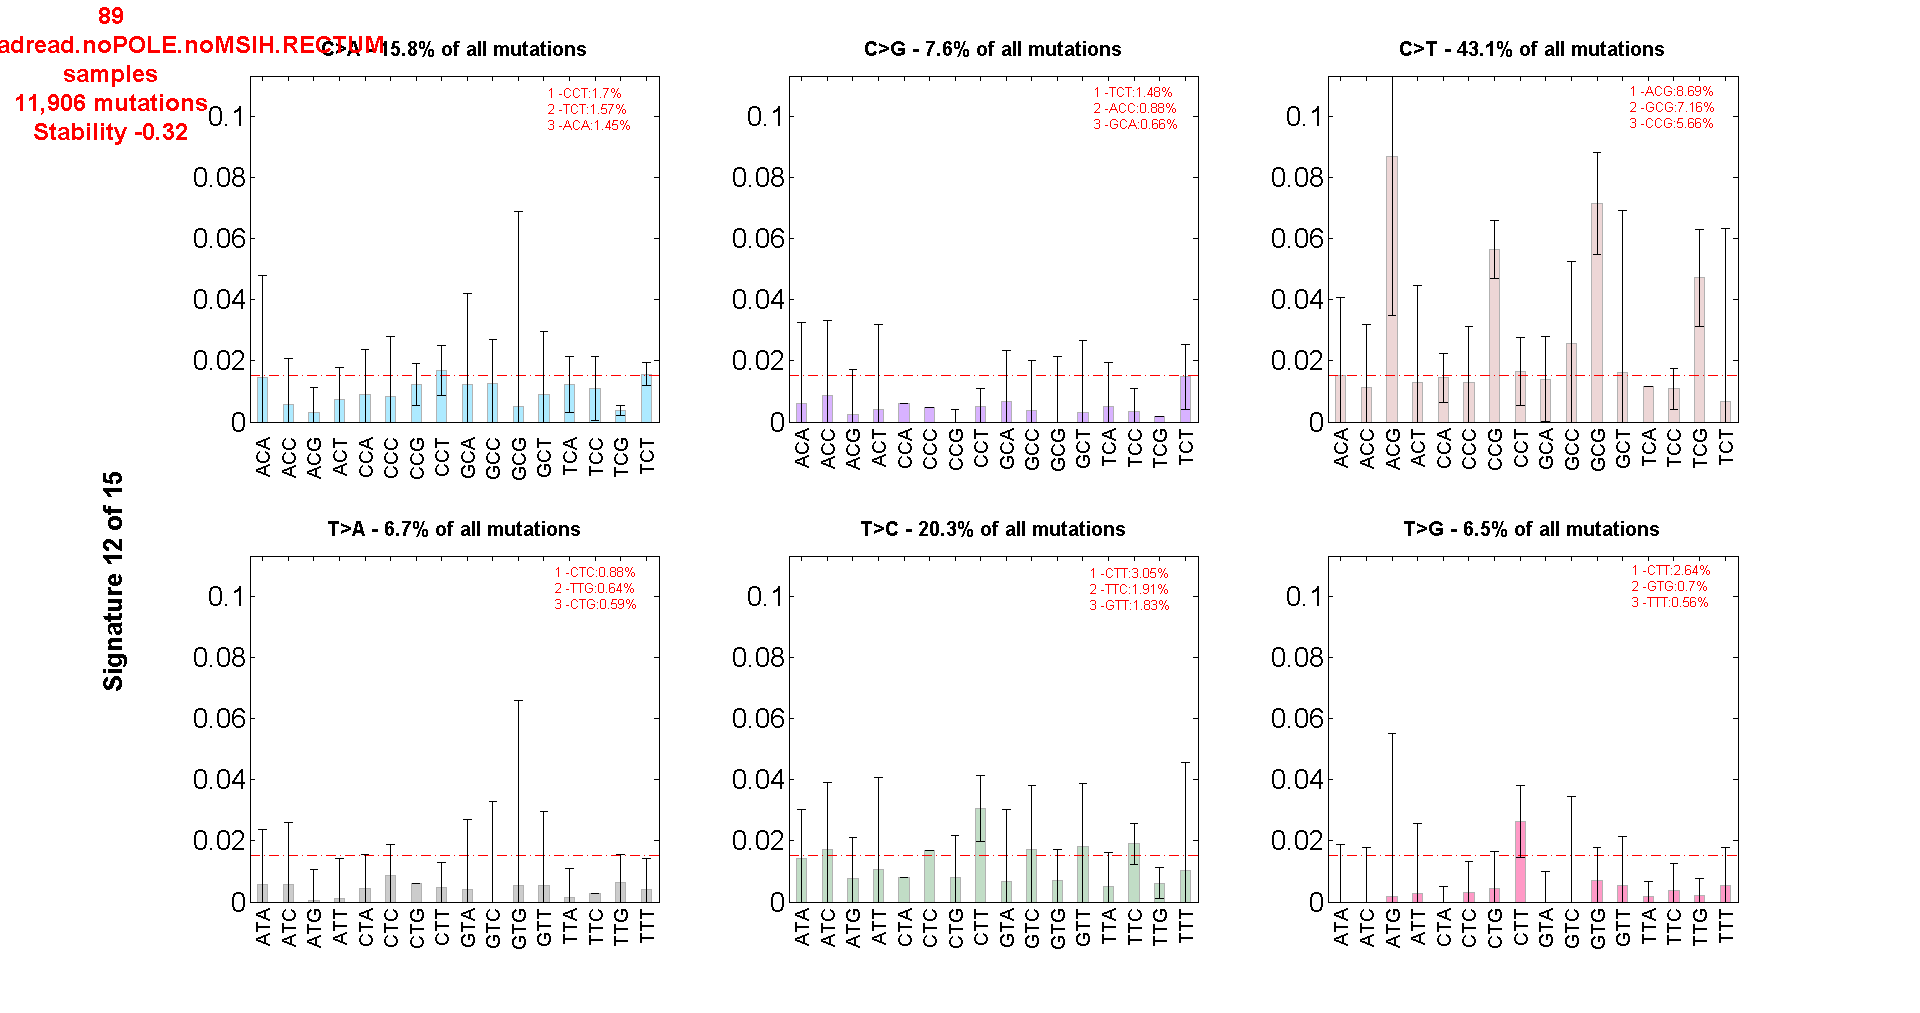 89
adread.noPOLE.noMSIH.RECTUM
samples
11,906 mutations
Stability -0.32
Signature 12 of 15
C>A - 15.8% of all mutations
1 -CCT:1.7%
2 -TCT:1.57%
3 -ACA:1.45%
0.1
0.08
0.06
0.04
0.02
0
ACA ACC ACG ACT CCA CCC CCG CCT GCA GCC GCG GCT TCA TCC TCG TCT
C>G - 7.6% of all mutations
1 -TCT:1.48%
2 -ACC:0.88%
3 -GCA:0.66%
0.1
0.08
0.06
0.04
0.02
0
ACA ACC ACG ACT CCA CCC CCG CCT GCA GCC GCG GCT TCA TCC TCG TCT
C>T - 43.1% of all mutations
1 -ACG:8.69%
2 -GCG:7.16%
3 -CCG:5.66%
0.1
0.08
0.06
0.04
0.02
0
ACA ACC ACG ACT CCA CCC CCG CCT GCA GCC GCG GCT TCA TCC TCG TCT
T>A - 6.7% of all mutations
1 -CTC:0.88%
2 -TTG:0.64%
3 -CTG:0.59%
0.1
0.08
0.06
0.04
0.02
0
ATA ATC ATG ATT CTA CTC CTG CTT GTA GTC GTG GTT TTA TTC TTG TTT
T>C - 20.3% of all mutations
1 -CTT:3.05%
2 -TTC:1.91%
3 -GTT:1.83%
0.1
0.08
0.06
0.04
0.02
0
ATA ATC ATG ATT CTA CTC CTG CTT GTA GTC GTG GTT TTA TTC TTG TTT
T>G - 6.5% of all mutations
1 -CTT:2.64%
2 -GTG:0.7%
3 -TTT:0.56%
0.1
0.08
0.06
0.04
0.02
0
ATA ATC ATG ATT CTA CTC CTG CTT GTA GTC GTG GTT TTA TTC TTG TTT